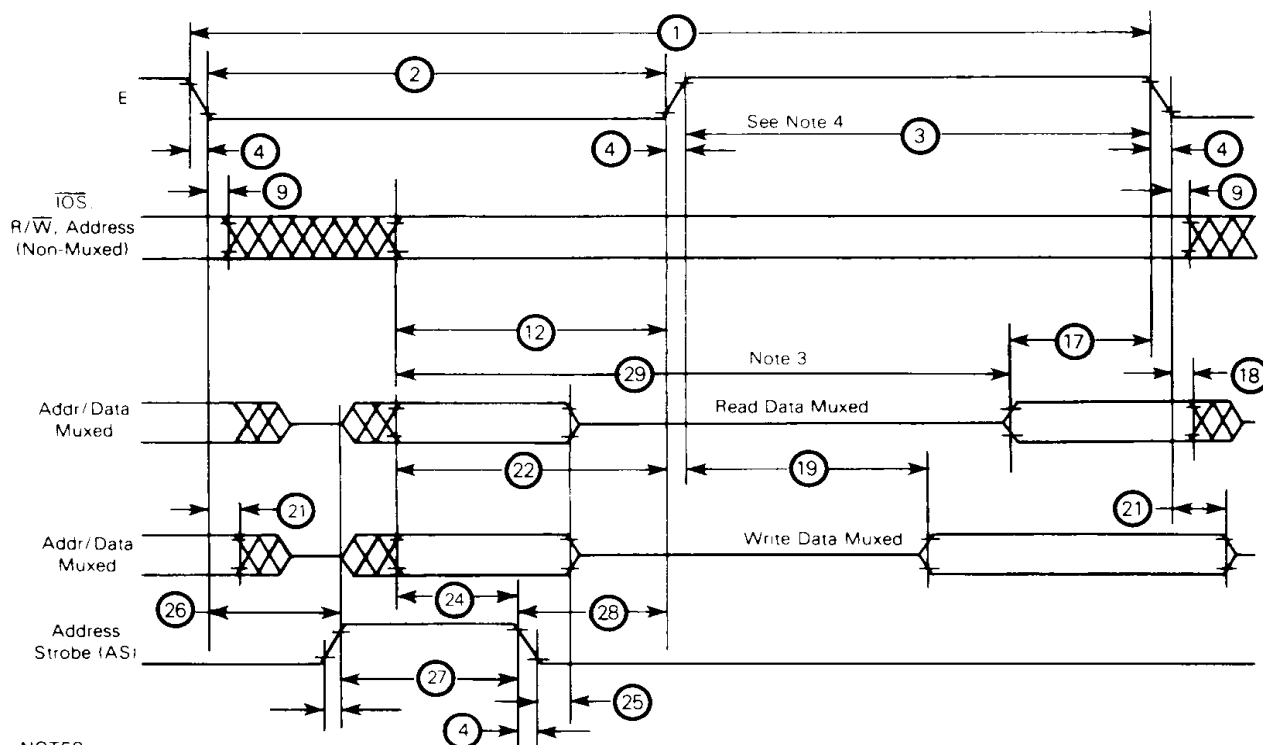 1
2
E
See Note 4
3
4
4
4
9
9
IOS,
R/W, Address
(Non-Muxed)
12
17
Note 3
29
18
Addr/Data
Muxed
Read Data Muxed
22
19
21
21
Addr/Data
Muxed
Write Data Muxed
26
24
28
Address
Strobe (AS)
27
25
4
NOTES